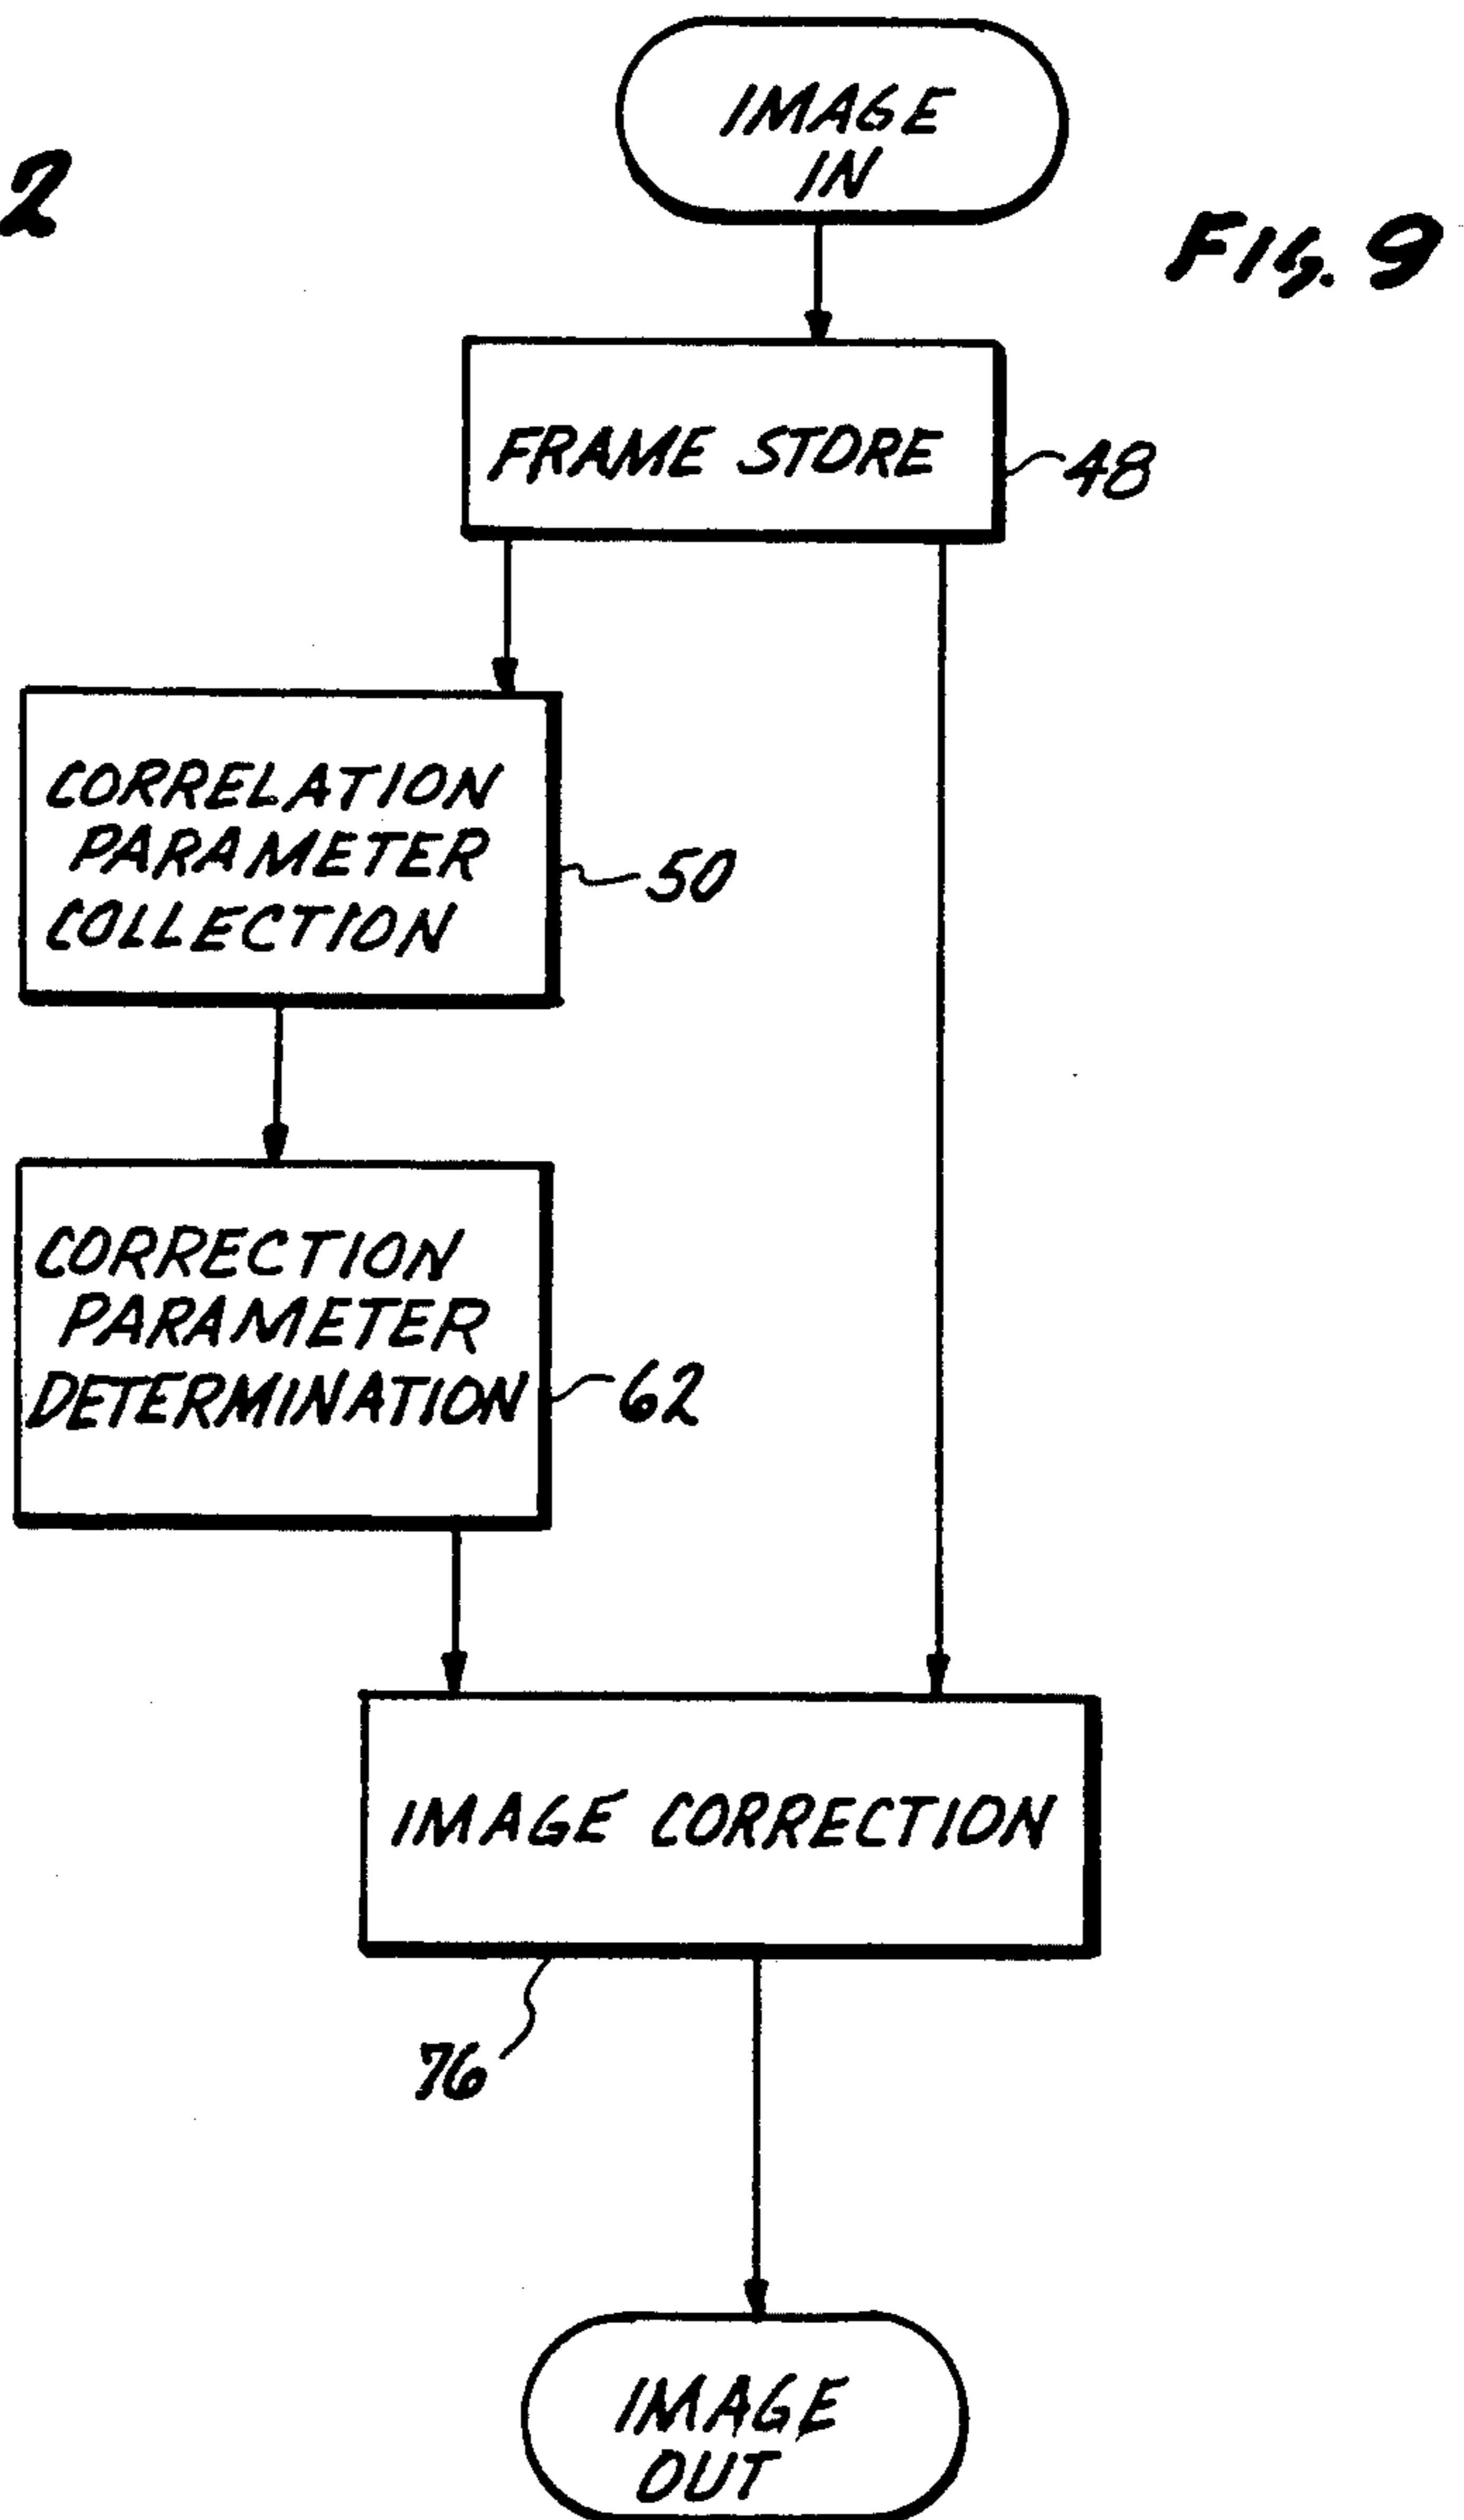 IMAGE
IN
2
FIG. 9
FRAME STORE
48
CORRELATION
PARAMETER
COLLECTION
50
CORRECTION
PARAMETER
DETERMINATION
62
IMAGE CORRECTION
76
IMAGE
OUT